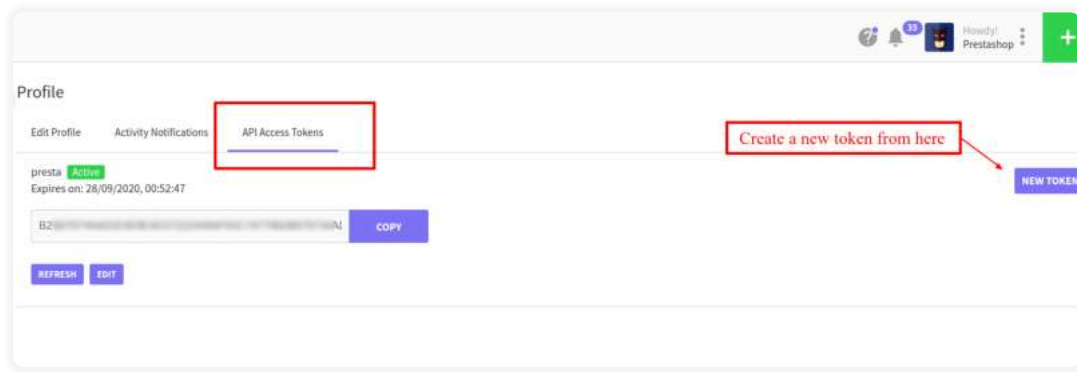 35
Howdy!
Prestashop
+
Profile
Edit Profile Activity Notifications API Access Tokens
Create a new token from here
presta Active
Expires on: 28/09/2020, 00:52:47
NEW TOKEN
COPY
REFRESH EDIT